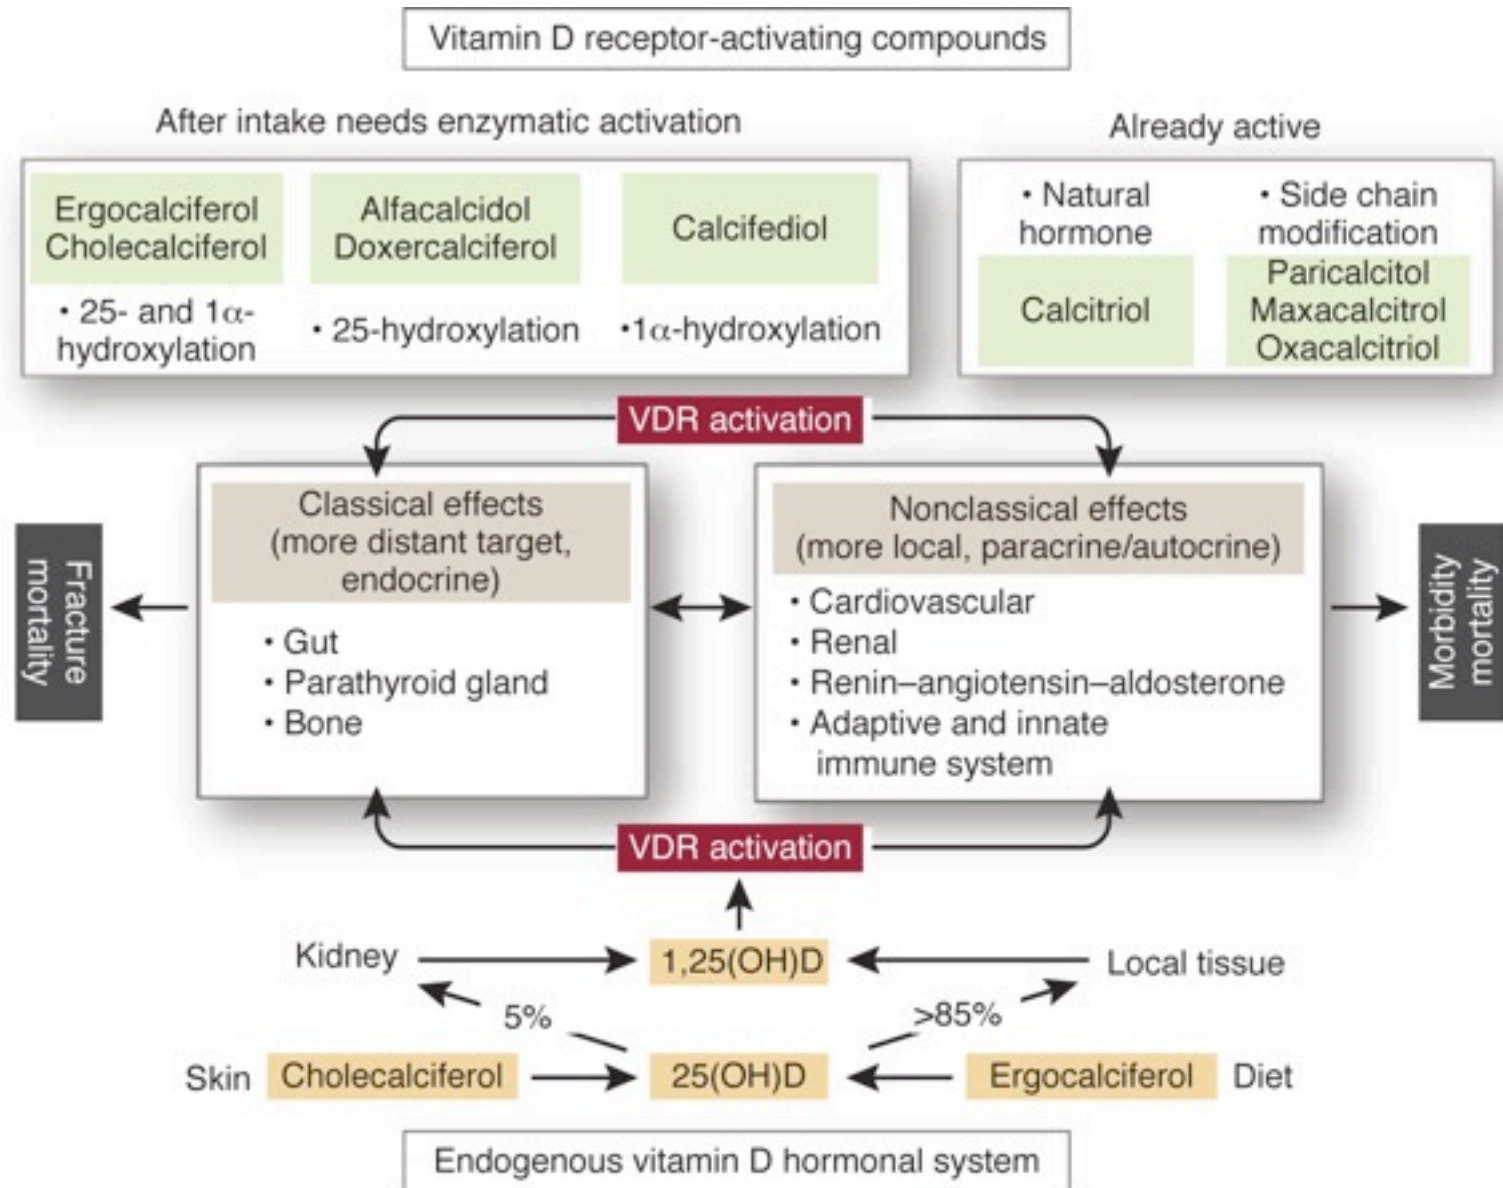 Vitamin D receptor-activating compounds
After intake needs enzymatic activation
Already active
Ergocalciferol
Cholecalciferol
• 25- and 1α-
hydroxylation
Alfacalcidol
Doxercalciferol
• 25-hydroxylation
Calcifediol
•1α-hydroxylation
• Natural
hormone
Calcitriol
• Side chain
modification
Paricalcitol
Maxacalcitrol
Oxacalcitriol
VDR activation
Fracture
mortality
Classical effects
(more distant target,
endocrine)
• Gut
• Parathyroid gland
• Bone
Nonclassical effects
(more local, paracrine/autocrine)
• Cardiovascular
• Renal
• Renin–angiotensin–aldosterone
• Adaptive and innate
immune system
Morbidity
mortality
VDR activation
Kidney
1,25(OH)D
Local tissue
5%
>85%
Skin
Cholecalciferol
25(OH)D
Ergocalciferol
Diet
Endogenous vitamin D hormonal system